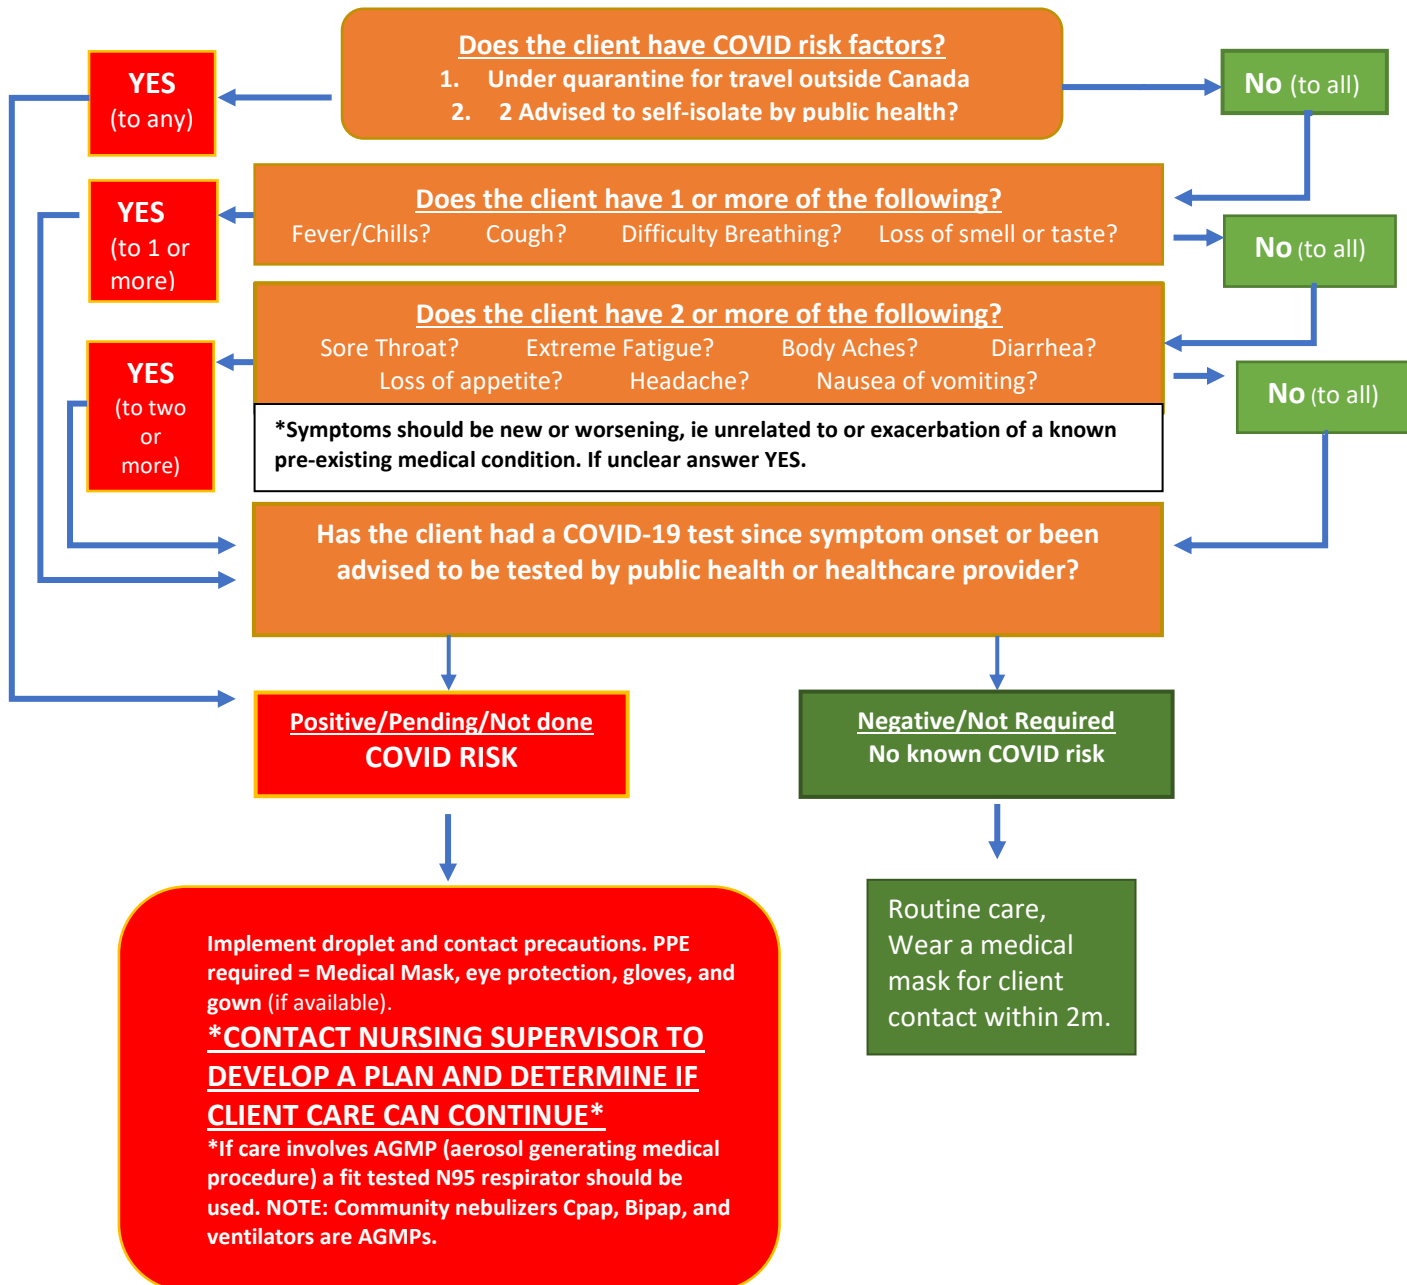 Does the client have COVID risk factors?
1. Under quarantine for travel outside Canada
2. 2 Advised to self-isolate by public health?
YES
(to any)
No (to all)
Does the client have 1 or more of the following?
Fever/Chills? Cough? Difficulty Breathing? Loss of smell or taste?
YES
(to 1 or
more)
No (to all)
Does the client have 2 or more of the following?
Sore Throat? Extreme Fatigue? Body Aches? Diarrhea?
Loss of appetite? Headache? Nausea of vomiting?
YES
(to two
or
more)
No (to all)
*Symptoms should be new or worsening, ie unrelated to or exacerbation of a known
pre-existing medical condition. If unclear answer YES.
Has the client had a COVID-19 test since symptom onset or been
advised to be tested by public health or healthcare provider?
Positive/Pending/Not done
COVID RISK
Negative/Not Required
No known COVID risk
Implement droplet and contact precautions. PPE
required = Medical Mask, eye protection, gloves, and
gown (if available).
*CONTACT NURSING SUPERVISOR TO
DEVELOP A PLAN AND DETERMINE IF
CLIENT CARE CAN CONTINUE*
*If care involves AGMP (aerosol generating medical
procedure) a fit tested N95 respirator should be
used. NOTE: Community nebulizers Cpap, Bipap, and
ventilators are AGMPs.
Routine care,
Wear a medical
mask for client
contact within 2m.